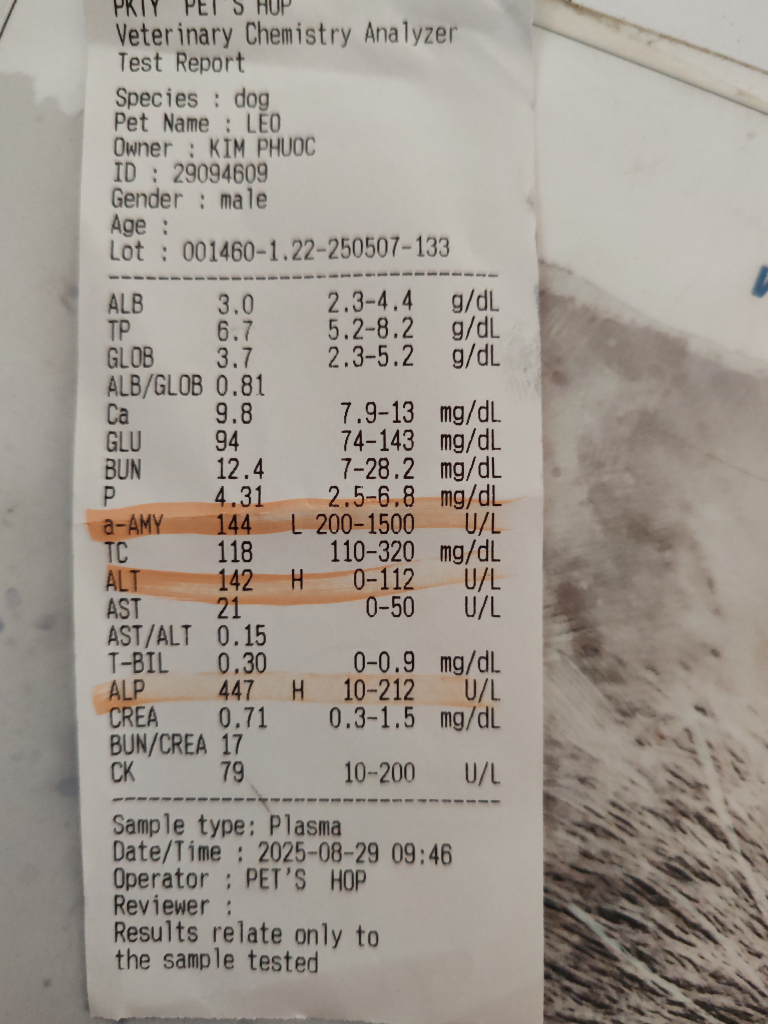 PKTY PET'S HOP
Veterinary Chemistry Analyzer
Test Report
Species : dog
Pet Name : LEO
Owner : KIM PHUOC
ID : 29094609
Gender : male
Age :
Lot : 001460-1.22-250507-133
ALB 3.0 2.3-4.4 g/dL
TP 6.7 5.2-8.2 g/dL
GLOB 3.7 2.3-5.2 g/dL
ALB/GLOB 0.81
Ca 9.8 7.9-13 mg/dL
GLU 94 74-143 mg/dL
BUN 12.4 7-28.2 mg/dL
P 4.31 2.5-6.8 mg/dL
a-AMY 144 L 200-1500 U/L
TC 118 110-320 mg/dL
ALT 142 H 0-112 U/L
AST 21 0-50 U/L
AST/ALT 0.15
T-BIL 0.30 0-0.9 mg/dL
ALP 447 H 10-212 U/L
CREA 0.71 0.3-1.5 mg/dL
BUN/CREA 17
CK 79 10-200 U/L
Sample type: Plasma
Date/Time : 2025-08-29 09:46
Operator : PET'S HOP
Reviewer :
Results relate only to
the sample tested